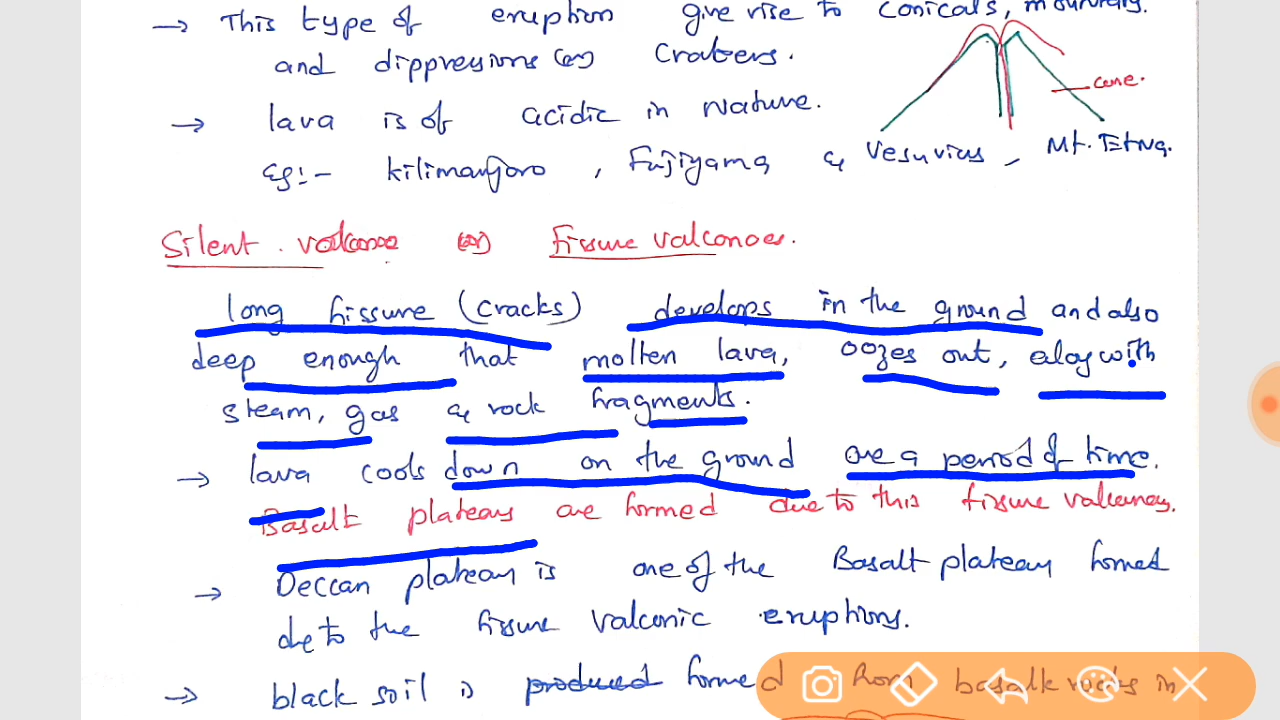 → This type of eruption give rise to conicals, mountains.
and dippressions (or) Craters.
→ lava is of acidic in Nature.
cone.
eg:- kilimanjoro, Fujiyama & Vesuvius, Mt. Etna.
Silent volcanoe (or) Fissure valcanoes.
long fissure (cracks) develops in the ground and also
deep enough that molten lava, oozes out, along with
steam, gas & rock fragments.
→ lava cools down on the ground over a period of time.
Basalt plateaus are formed due to this fissure valcanoes.
→ Deccan plateau is one of the Basalt plateau formed
due to the fissure valcanic eruptions.
→ black soil is produced formed from basalt rocks in